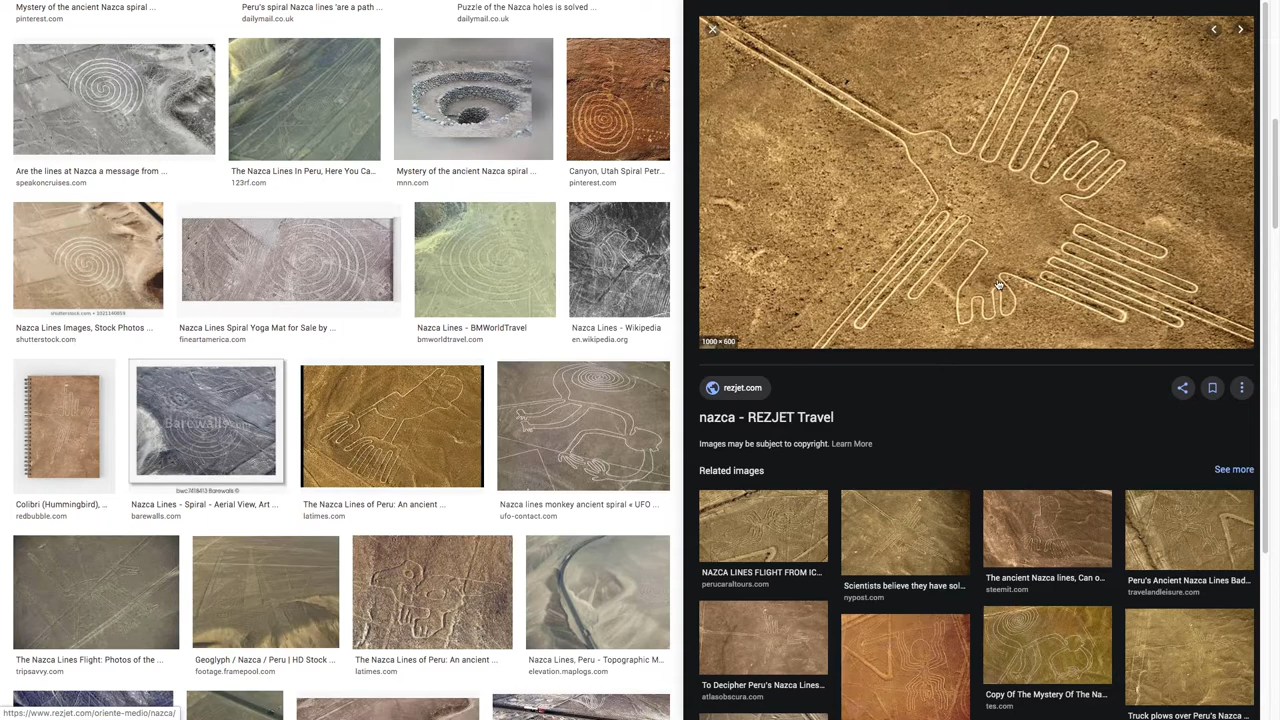 Mystery of the ancient Nazca spiral ...
pinterest.com
Peru's spiral Nazca lines 'are a path ...
dailymail.co.uk
Puzzle of the Nazca holes is solved ...
dailymail.co.uk
Are the lines at Nazca a message from ...
speakoncruises.com
The Nazca Lines In Peru, Here You Ca...
123rf.com
Mystery of the ancient Nazca spiral ...
mnn.com
Canyon, Utah Spiral Petr...
pinterest.com
shutterstock.com • 1021140859
Nazca Lines Images, Stock Photos ...
shutterstock.com
Nazca Lines Spiral Yoga Mat for Sale by ...
fineartamerica.com
Nazca Lines - BMWorldTravel
bmworldtravel.com
Nazca Lines - Wikipedia
en.wikipedia.org
Barewalls
bwc7418413 Barewalls ©
Colibri (Hummingbird), ...
redbubble.com
Nazca Lines - Spiral - Aerial View, Art ...
barewalls.com
The Nazca Lines of Peru: An ancient ...
latimes.com
Nazca lines monkey ancient spiral « UFO ...
ufo-contact.com
The Nazca Lines Flight: Photos of the ...
tripsavvy.com
Geoglyph / Nazca / Peru | HD Stock ...
footage.framepool.com
The Nazca Lines of Peru: An ancient ...
latimes.com
Nazca Lines, Peru - Topographic M...
elevation.maplogs.com
https://www.rezjet.com/oriente-medio/nazca/
1000 × 600
rezjet.com
nazca - REZJET Travel
Images may be subject to copyright. Learn More
Related images
See more
NAZCA LINES FLIGHT FROM IC...
perucaraltours.com
Scientists believe they have sol...
nypost.com
The ancient Nazca lines, Can o...
steemit.com
Peru's Ancient Nazca Lines Bad...
travelandleisure.com
To Decipher Peru's Nazca Lines...
atlasobscura.com
Copy Of The Mystery Of The Na...
tes.com
Truck plows over Peru's Nazca ...